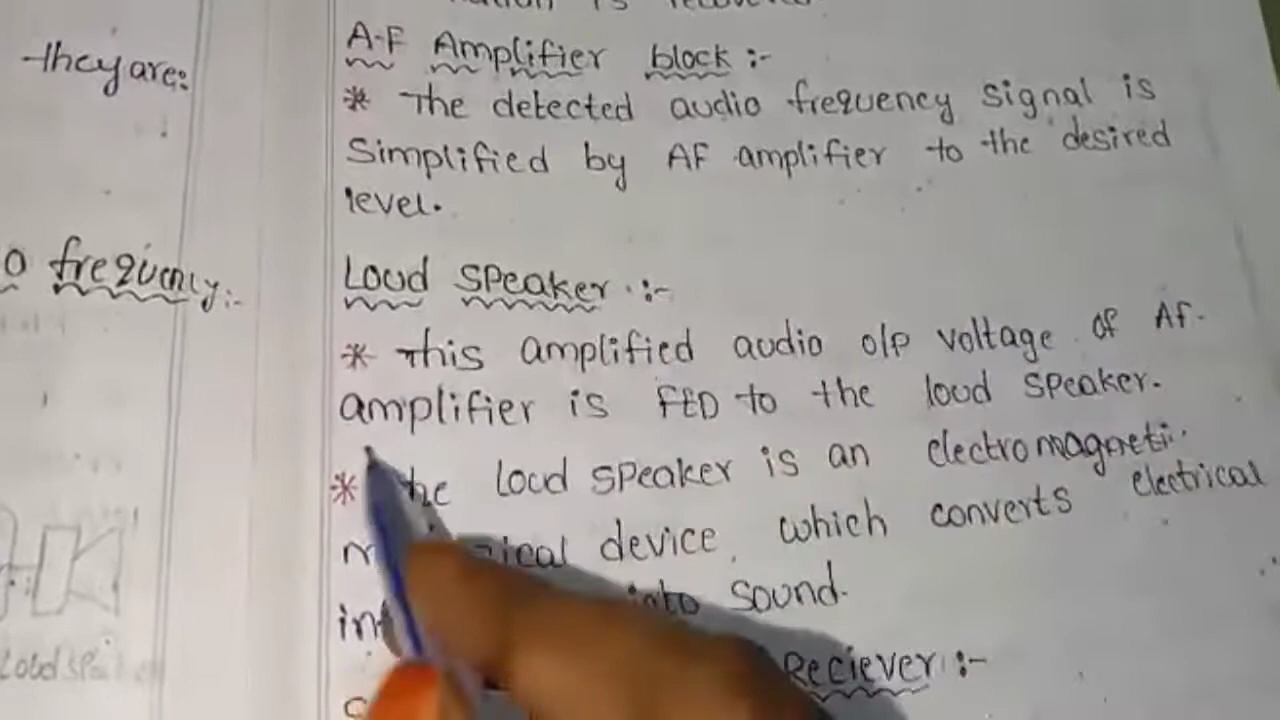 they are:
o frequency:-
A-F Amplifier block :-
* The detected audio frequency signal is
Simplified by AF amplifier to the desired
level.
Loud speaker :-
* This amplified audio o/p voltage of AF.
amplifier is FED to the loud speaker.
* The loud speaker is an electromagneti.
device, which converts electrical
into sound.
Reciever :-